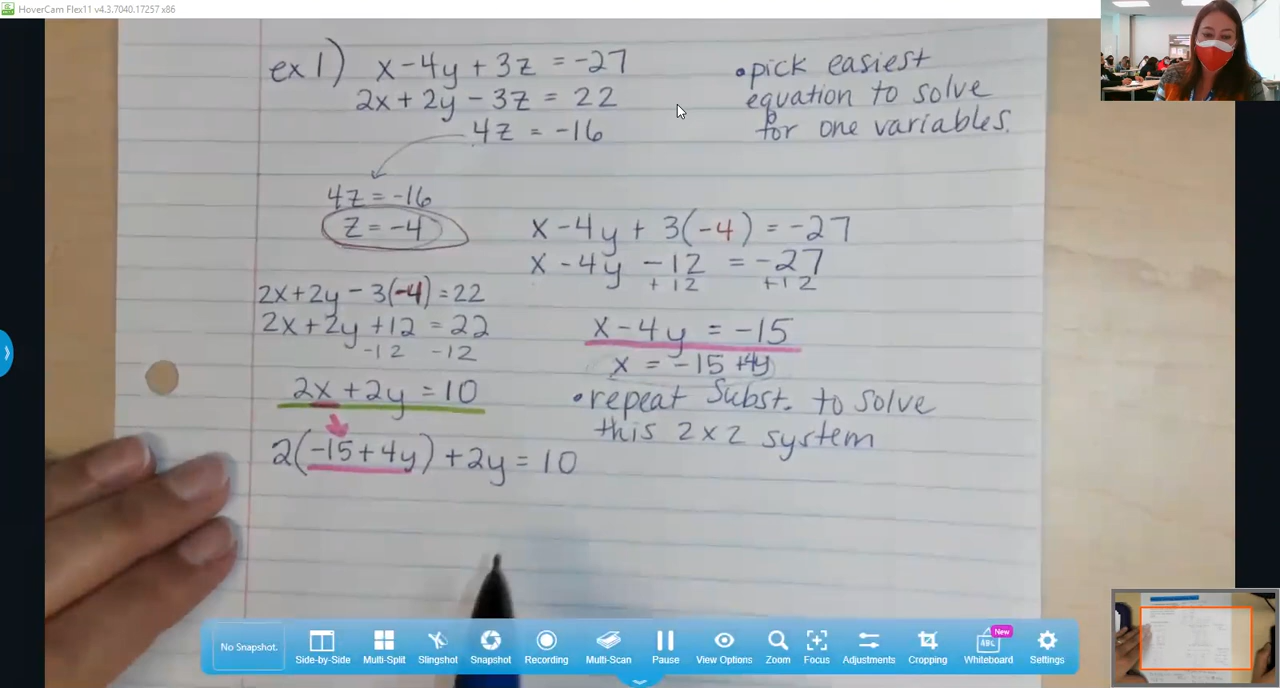 HoverCam Flex11 v4.3.7040.17257 x86
ex 1) x - 4y + 3z = -27
2x + 2y - 3z = 22
4z = -16
• pick easiest
equation to solve
for one variables.
4z = -16
z = -4
x - 4y + 3(-4) = -27
x - 4y - 12 = -27
+12 +12
2x + 2y - 3(-4) = 22
2x + 2y + 12 = 22
-12 -12
x - 4y = -15
x = -15 + 4y
2x + 2y = 10
• repeat Subst. to solve
this 2x2 system
2(-15 + 4y) + 2y = 10
No Snapshot.
Side-by-Side
Multi-Split
Slingshot
Snapshot
Recording
Multi-Scan
Pause
View Options
Zoom
Focus
Adjustments
Cropping
New
ABC
Whiteboard
Settings